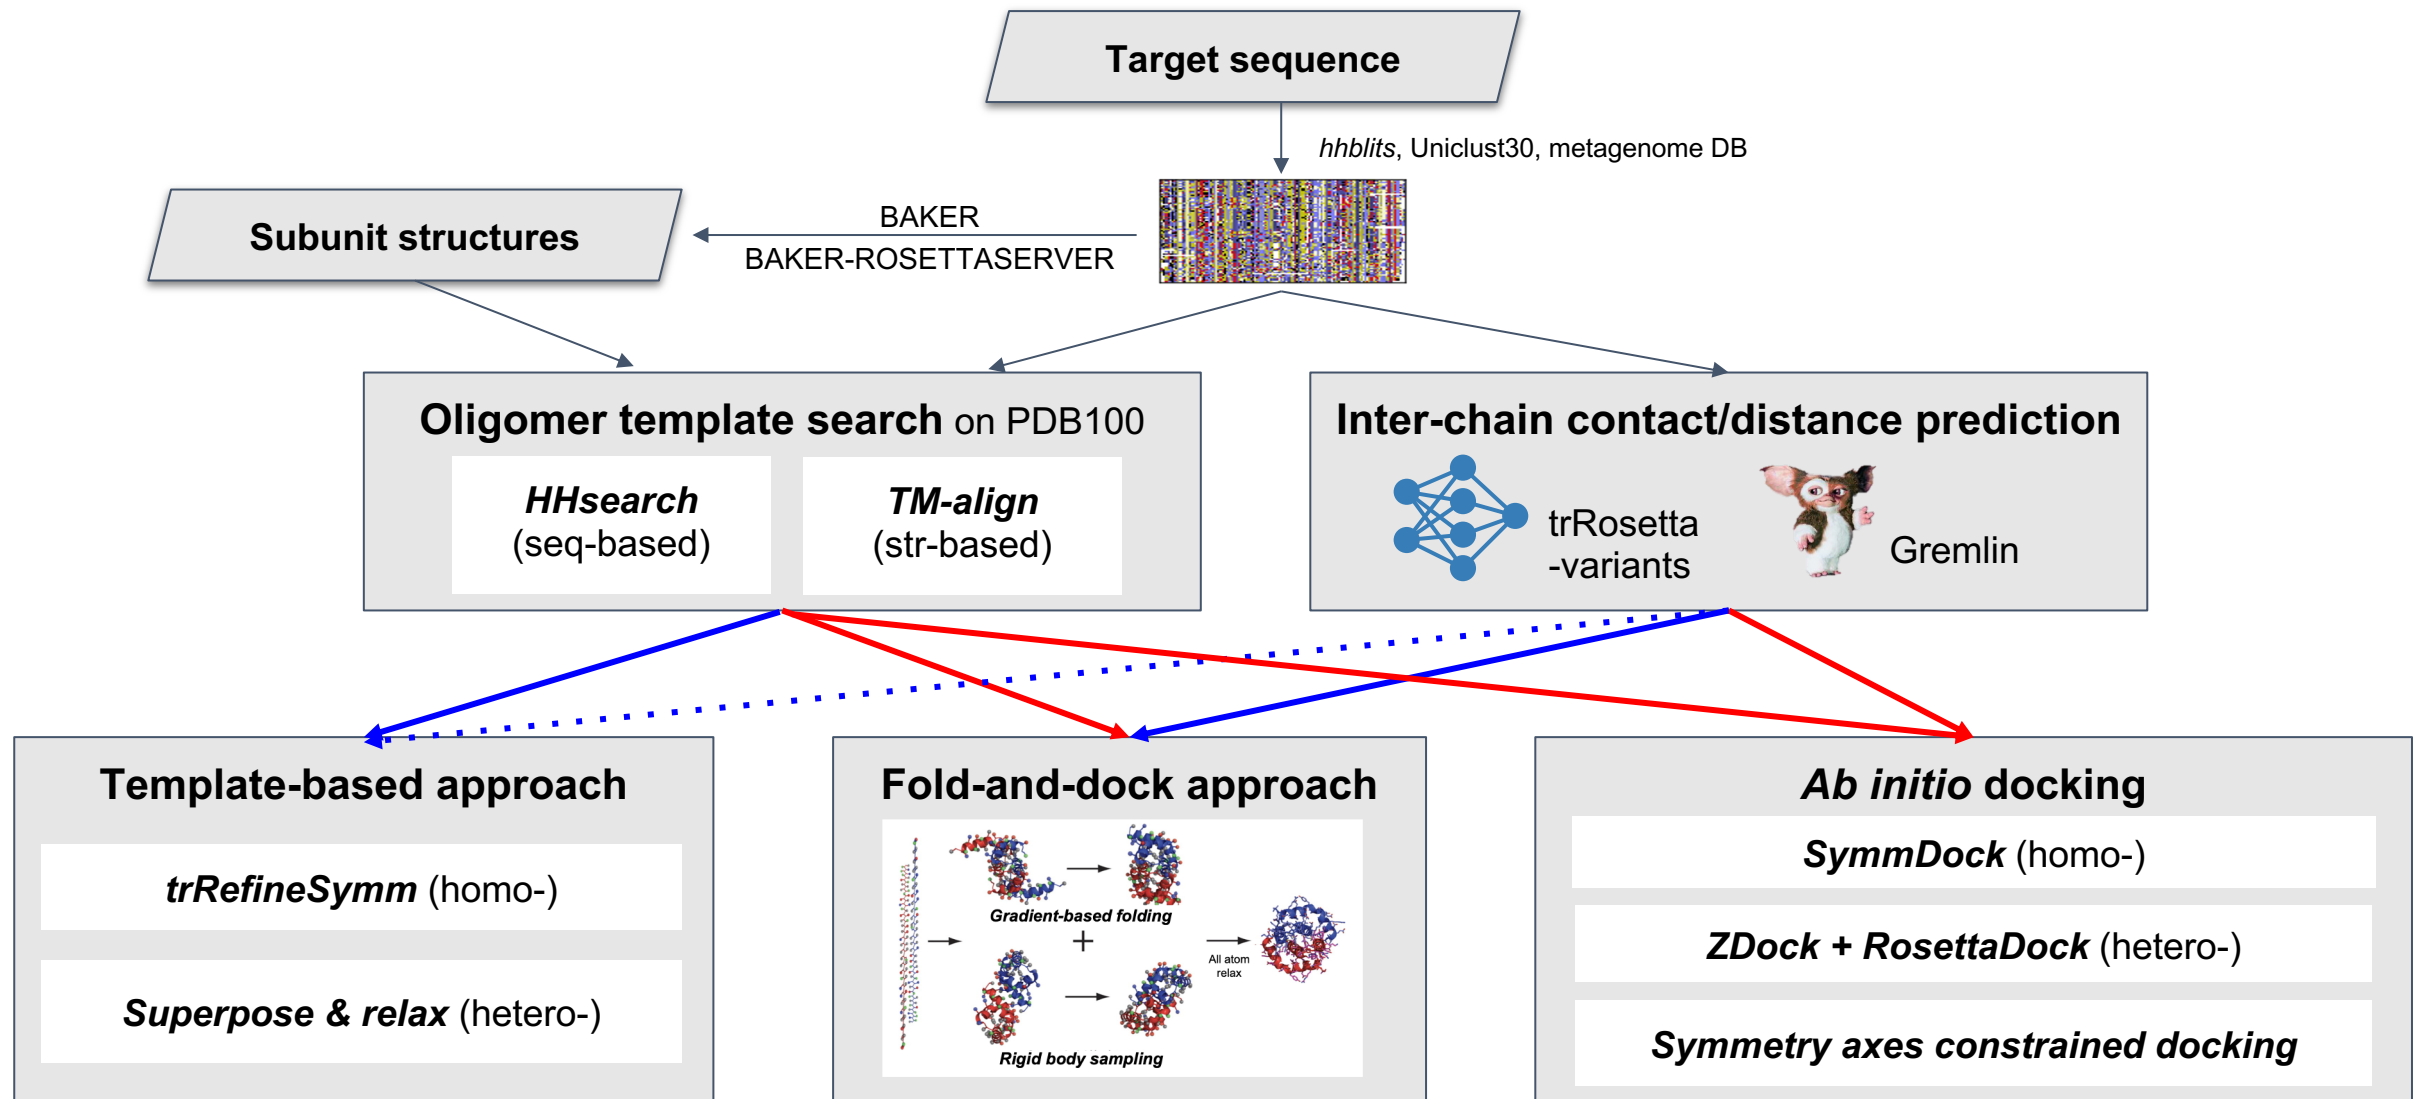 Target sequence
hhblits, Uniclust30, metagenome DB
Subunit structures
BAKER
BAKER-ROSETTASERVER
Oligomer template search on PDB100
HHsearch
(seq-based)
TM-align
(str-based)
Inter-chain contact/distance prediction
trRosetta
-variants
Gremlin
Template-based approach
trRefineSymm (homo-)
Superpose & relax (hetero-)
Fold-and-dock approach
Gradient-based folding
+
All atom
relax
Rigid body sampling
Ab initio docking
SymmDock (homo-)
ZDock + RosettaDock (hetero-)
Symmetry axes constrained docking